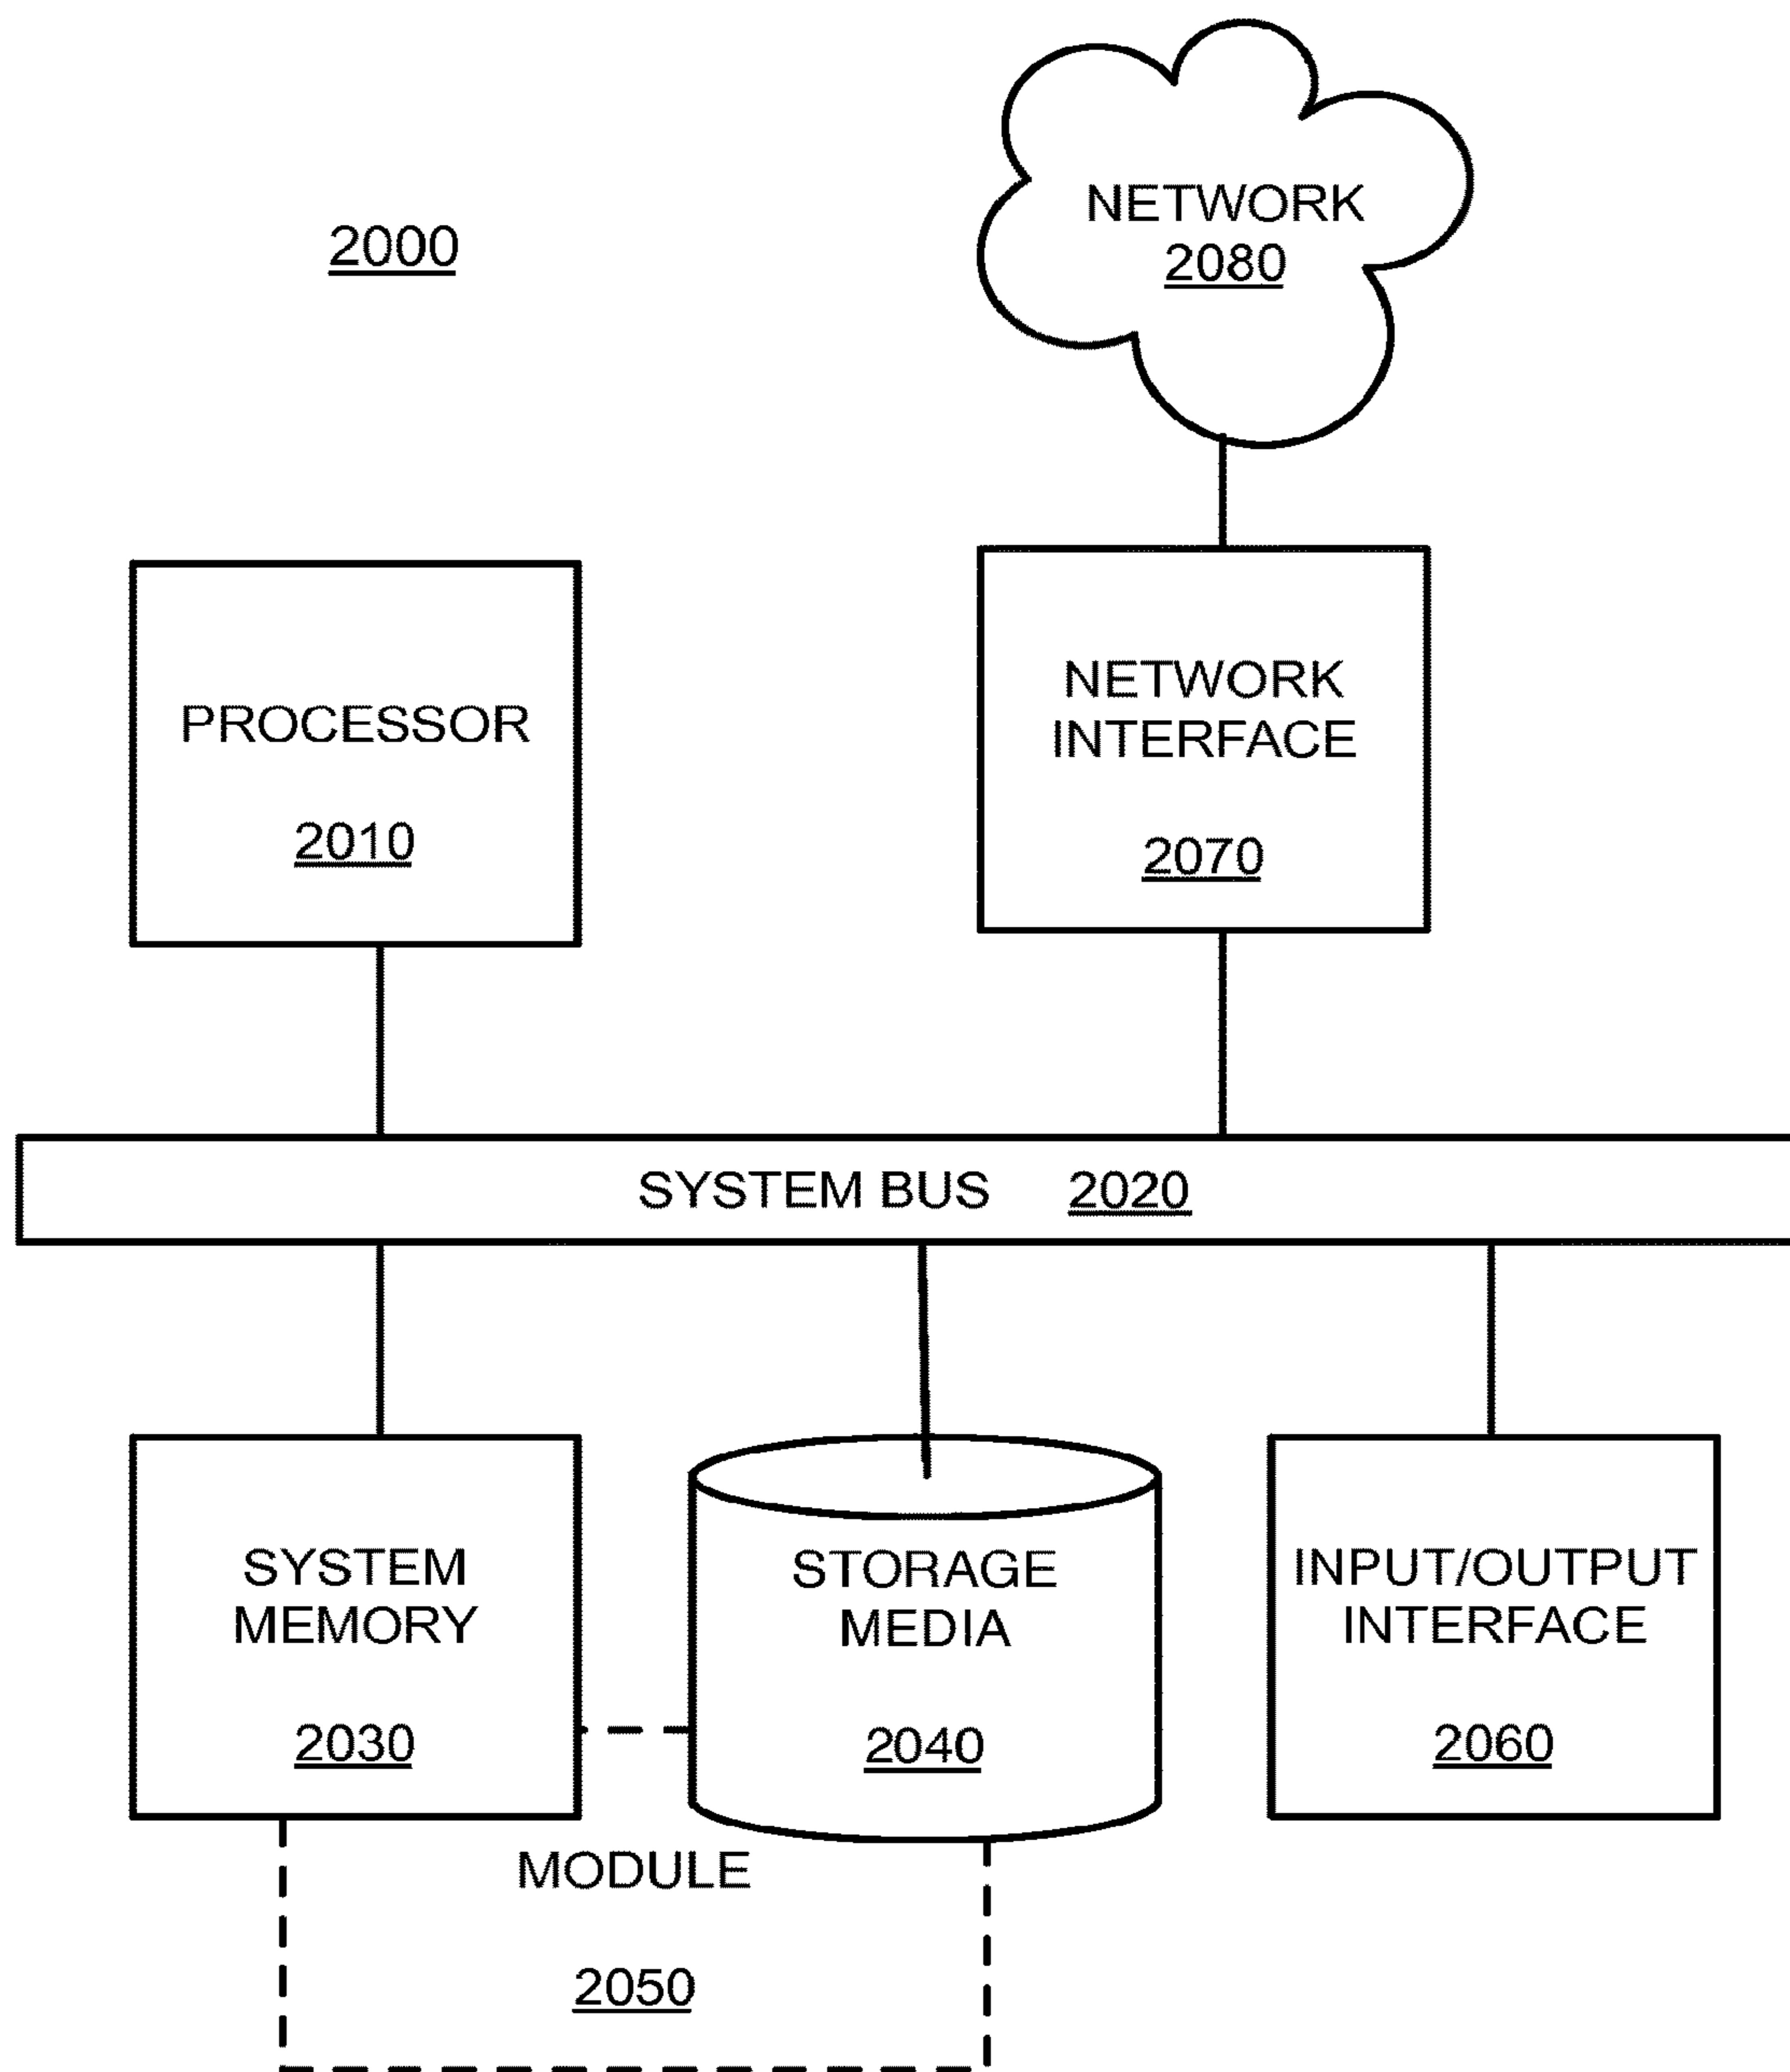 2000
NETWORK
2080
PROCESSOR
2010
NETWORK
INTERFACE
2070
SYSTEM BUS 2020
SYSTEM
MEMORY
2030
STORAGE
MEDIA
2040
INPUT/OUTPUT
INTERFACE
2060
MODULE
2050